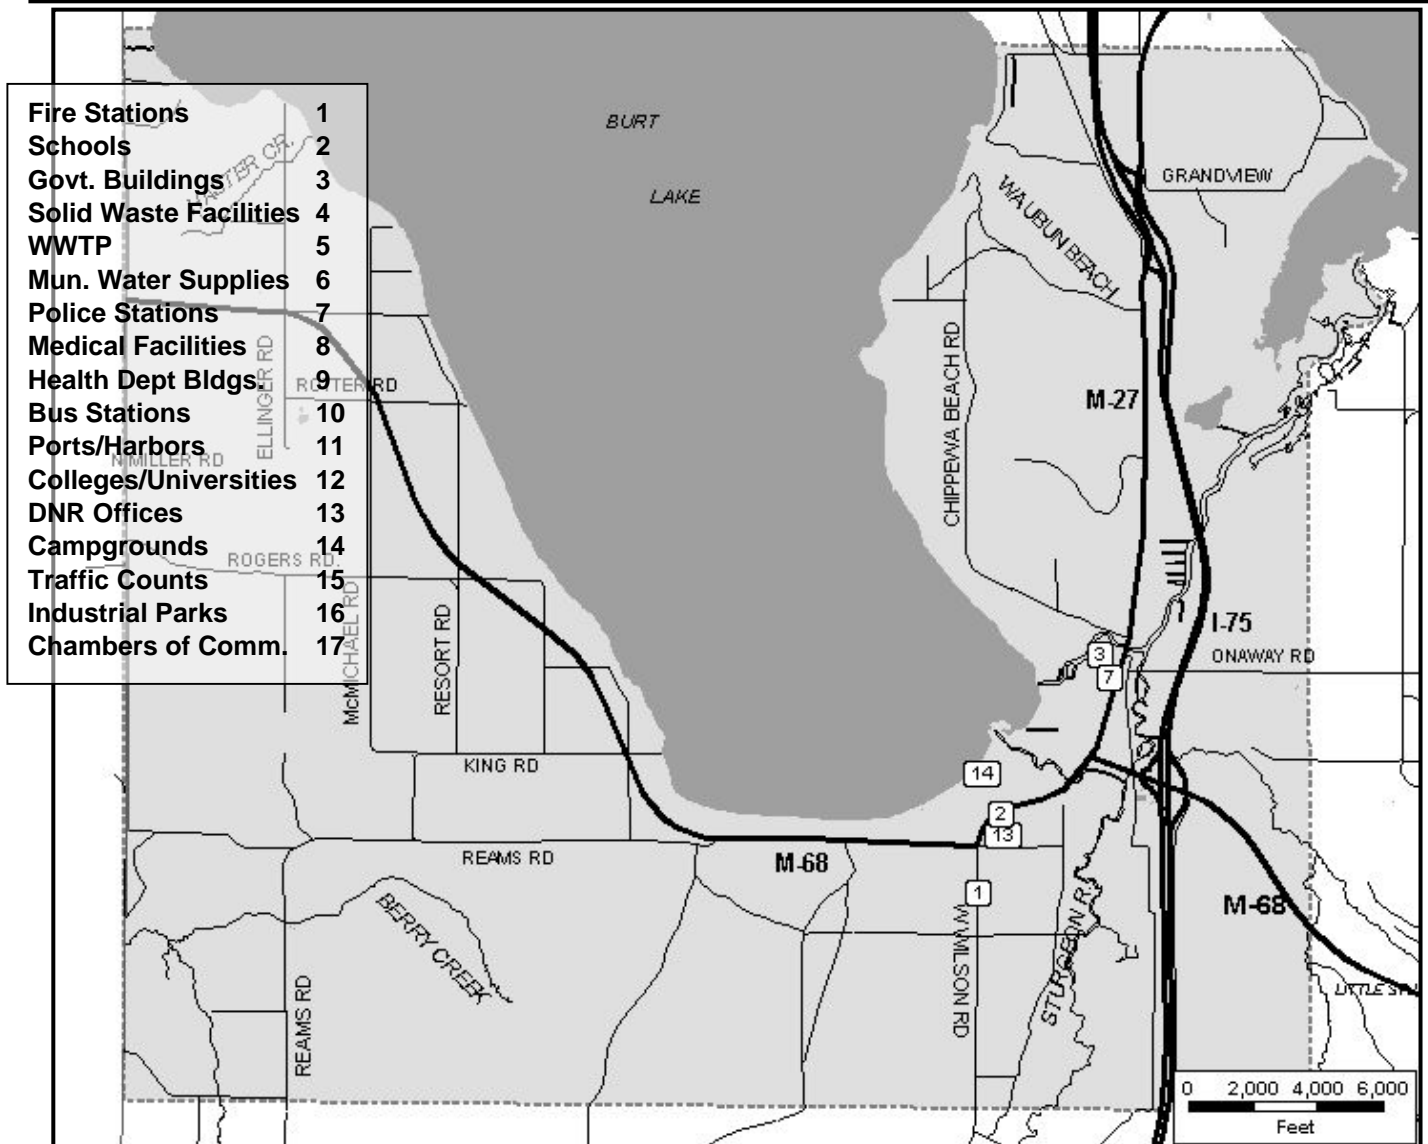 Fire Stations 1
Schools 2
Govt. Buildings 3
Solid Waste Facilities 4
WWTP 5
Mun. Water Supplies 6
Police Stations 7
Medical Facilities 8
Health Dept Bldgs. 9
Bus Stations 10
Ports/Harbors 11
Colleges/Universities 12
DNR Offices 13
Campgrounds 14
Traffic Counts 15
Industrial Parks 16
Chambers of Comm. 17
BURT
LAKE
GRANDVIEW
WAUBUN BEACH
CHIPPEWA BEACH RD
M-27
ELLINGER RD
ROTTER RD
N MILLER RD
ROGERS RD.
McMICHAEL RD
RESORT RD
I-75
ONAWAY RD
3
7
KING RD
14
2
13
REAMS RD
M-68
1
M-68
BERRY CREEK
W WILSON RD
STURGEON R.
REAMS RD
0 2,000 4,000 6,000
Feet